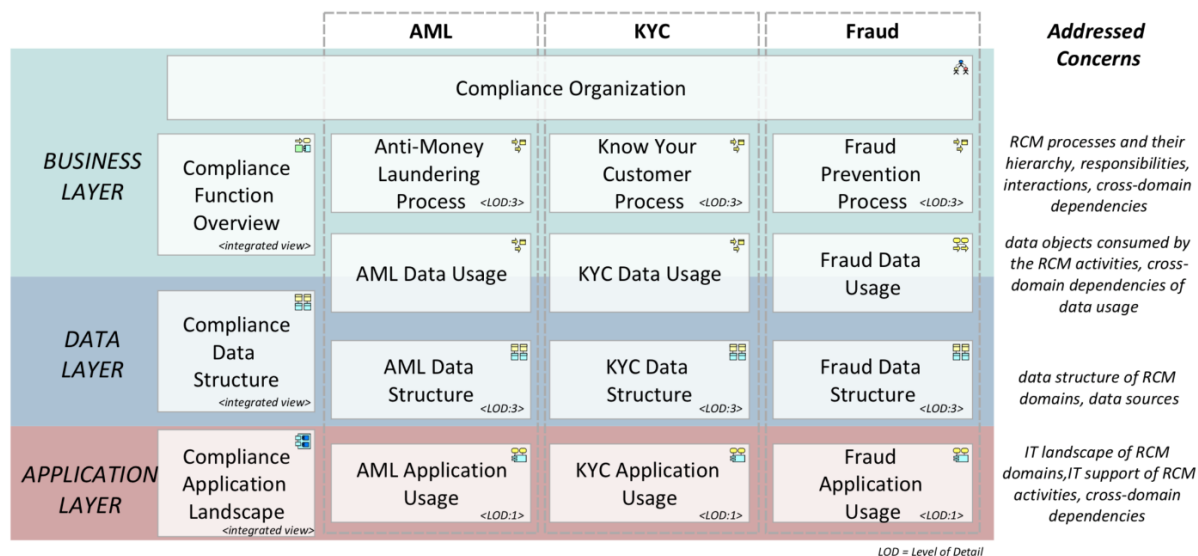 AML
KYC
Fraud
Addressed
Concerns
Compliance Organization
BUSINESS
LAYER
Compliance
Function
Overview
<integrated view>
Anti-Money
Laundering
Process
<LOD:3>
Know Your
Customer
Process
<LOD:3>
Fraud
Prevention
Process
<LOD:3>
RCM processes and their
hierarchy, responsibilities,
interactions, cross-domain
dependencies
AML Data Usage
KYC Data Usage
Fraud Data
Usage
data objects consumed by
the RCM activities, cross-
domain dependencies of
data usage
DATA
LAYER
Compliance
Data
Structure
<integrated view>
AML Data
Structure
<LOD:3>
KYC Data
Structure
<LOD:3>
Fraud Data
Structure
<LOD:3>
data structure of RCM
domains, data sources
APPLICATION
LAYER
Compliance
Application
Landscape
<integrated view>
AML Application
Usage
<LOD:1>
KYC Application
Usage
<LOD:1>
Fraud
Application
Usage
<LOD:1>
IT landscape of RCM
domains,IT support of RCM
activities, cross-domain
dependencies
LOD = Level of Detail